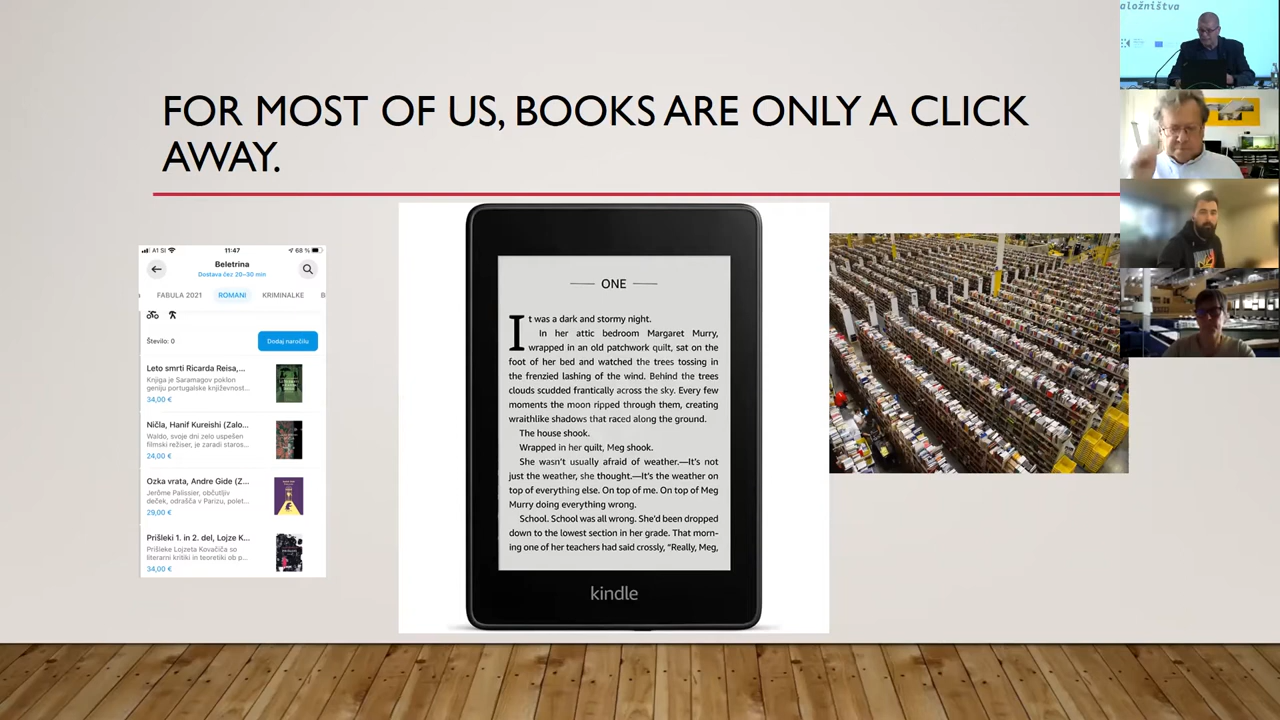 FOR MOST OF US, BOOKS ARE ONLY A CLICK
AWAY.
A1 SI
11:47
68 %
Beletrina
Dostava čez 20–30 min
FABULA 2021 ROMANI KRIMINALKE B
Število: 0
Dodaj naročilu
Leto smrti Ricarda Reisa,...
Knjiga je Saramagov poklon
geniju portugalske književnost...
34,00 €
Ničla, Hanif Kureishi (Zalo...
Waldo, svoje dni zelo uspešen
filmski režiser, je zaradi staros...
24,00 €
Ozka vrata, Andre Gide (Z...
Jerôme Palissier, občutljiv
deček, odrašča v Parizu, polet...
29,00 €
Prišleki 1. in 2. del, Lojze K...
Prišleke Lojzeta Kovačiča so
literarni kritiki in teoretiki ob p...
34,00 €
ONE
It was a dark and stormy night.
In her attic bedroom Margaret Murry,
wrapped in an old patchwork quilt, sat on the
foot of her bed and watched the trees tossing in
the frenzied lashing of the wind. Behind the trees
clouds scudded frantically across the sky. Every few
moments the moon ripped through them, creating
wraithlike shadows that raced along the ground.
The house shook.
Wrapped in her quilt, Meg shook.
She wasn't usually afraid of weather.—It's not
just the weather, she thought.—It's the weather on
top of everything else. On top of me. On top of Meg
Murry doing everything wrong.
School. School was all wrong. She'd been dropped
down to the lowest section in her grade. That morn-
ing one of her teachers had said crossly, "Really, Meg,
kindle
aložništva